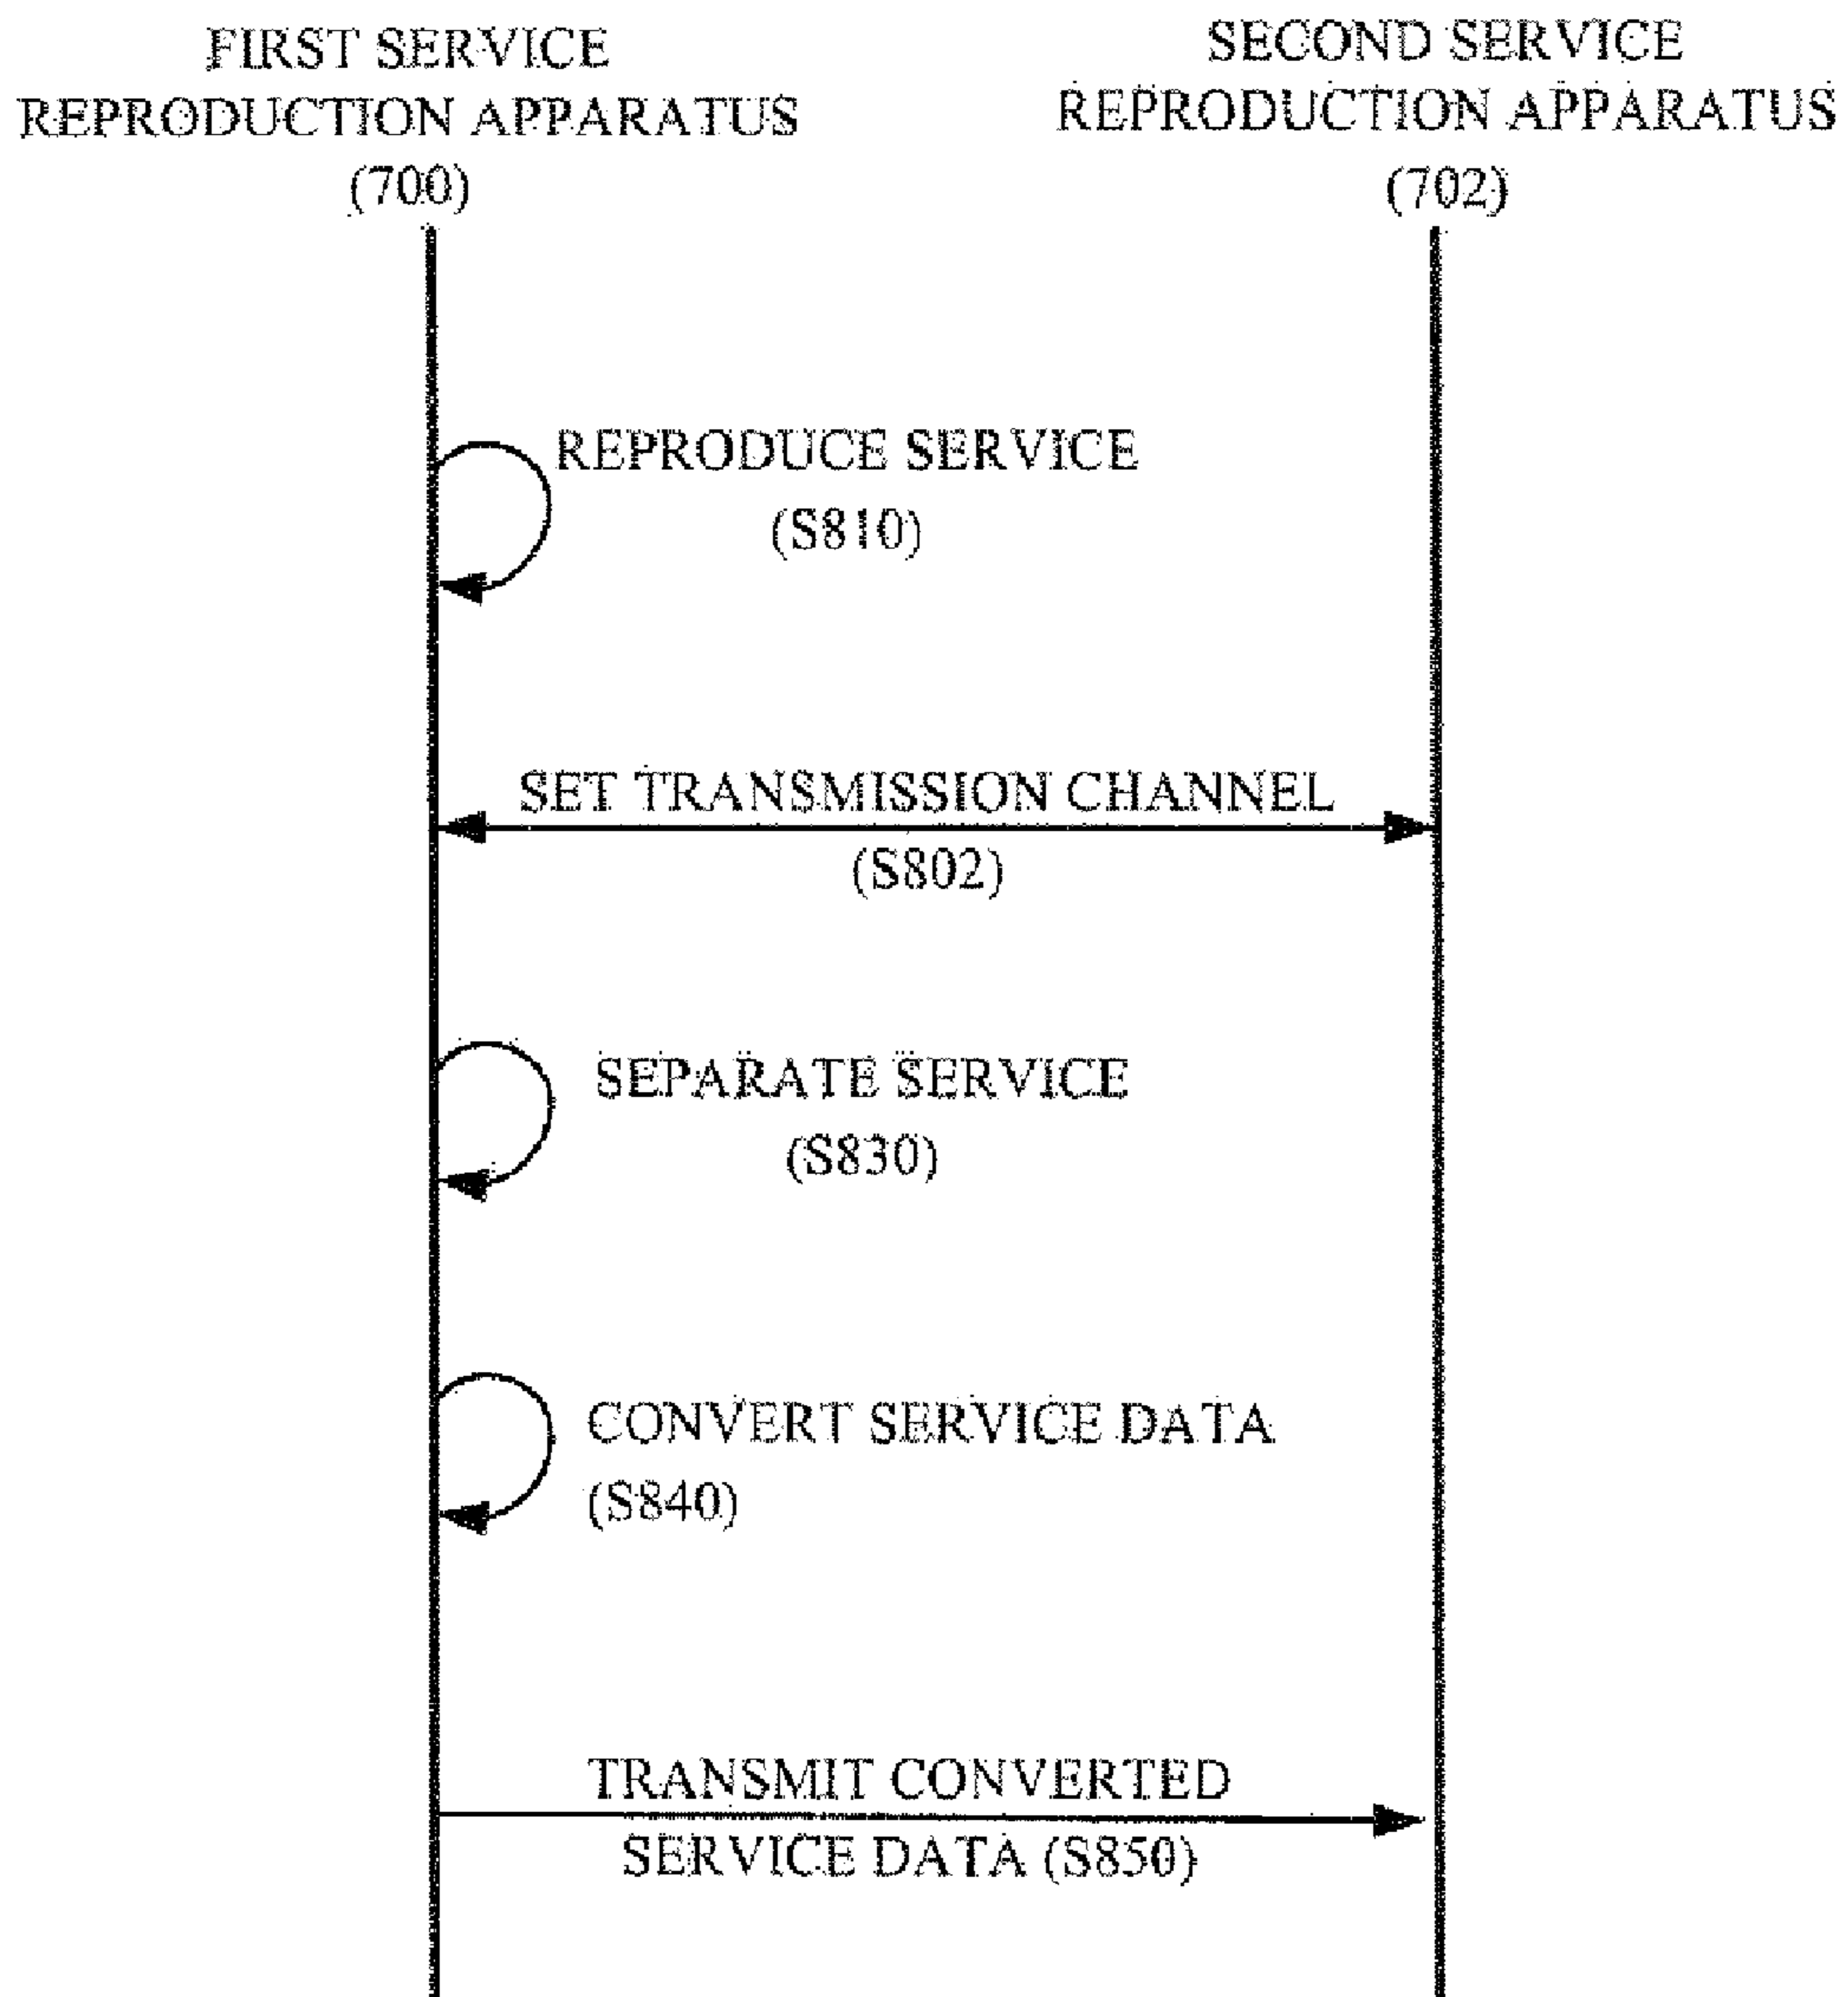 FIRST SERVICE
REPRODUCTION APPARATUS
(700)
SECOND SERVICE
REPRODUCTION APPARATUS
(702)
REPRODUCE SERVICE
(S810)
SET TRANSMISSION CHANNEL
(S802)
SEPARATE SERVICE
(S830)
CONVERT SERVICE DATA
(S840)
TRANSMIT CONVERTED
SERVICE DATA (S850)